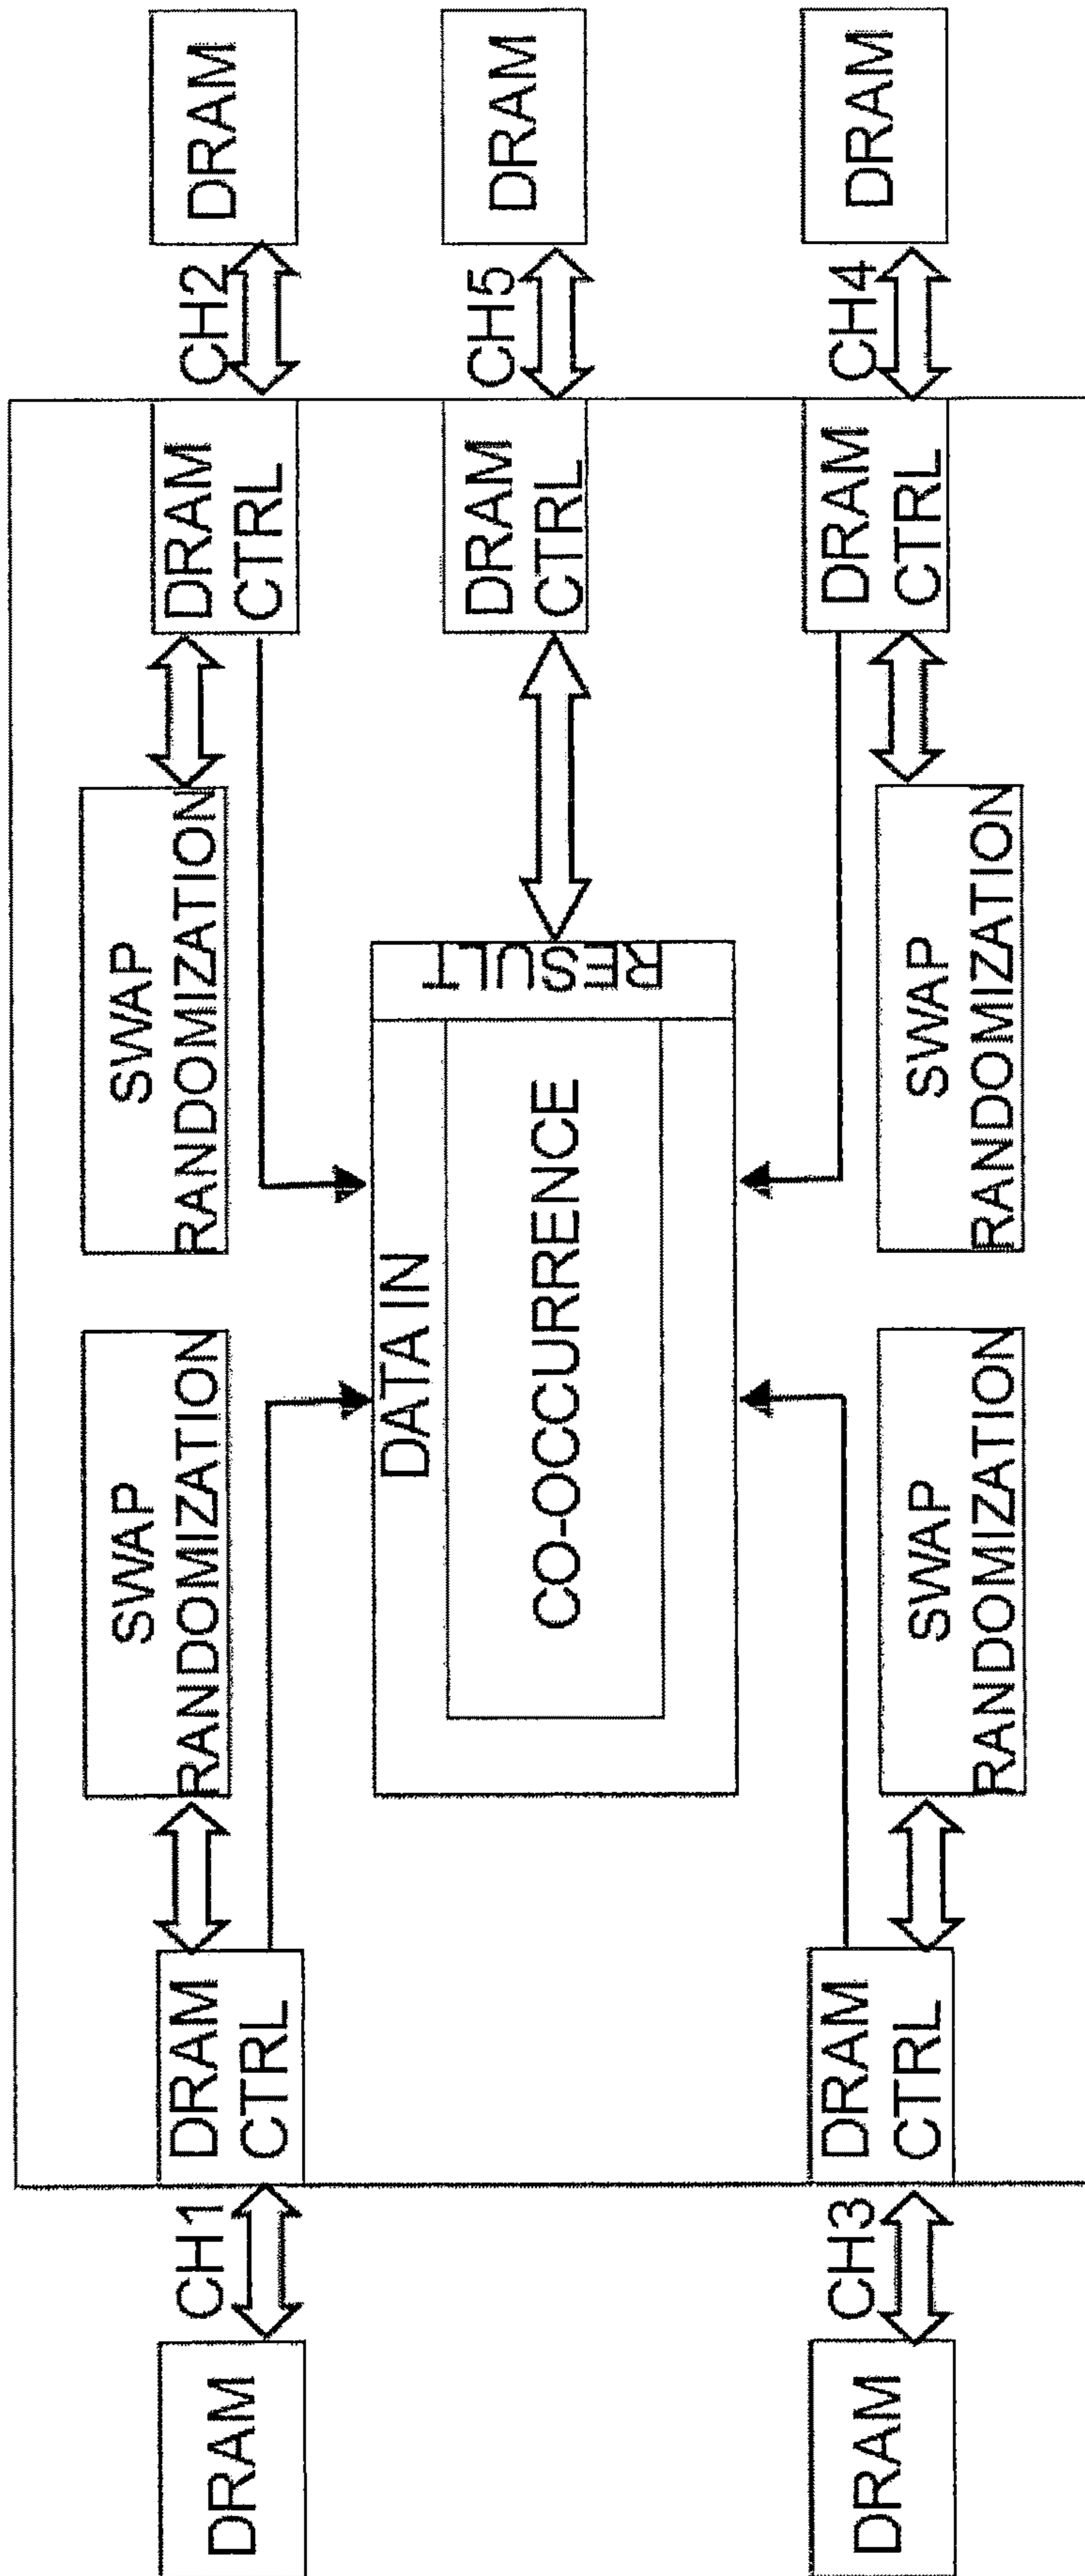 DRAM
CH1
DRAM
CTRL
SWAP
RANDOMIZATION
SWAP
RANDOMIZATION
DRAM
CTRL
CH2
DRAM
DATA IN
CO-OCCURRENCE
RESULT
DRAM
CTRL
CH5
DRAM
DRAM
CH3
DRAM
CTRL
SWAP
RANDOMIZATION
SWAP
RANDOMIZATION
DRAM
CTRL
CH4
DRAM